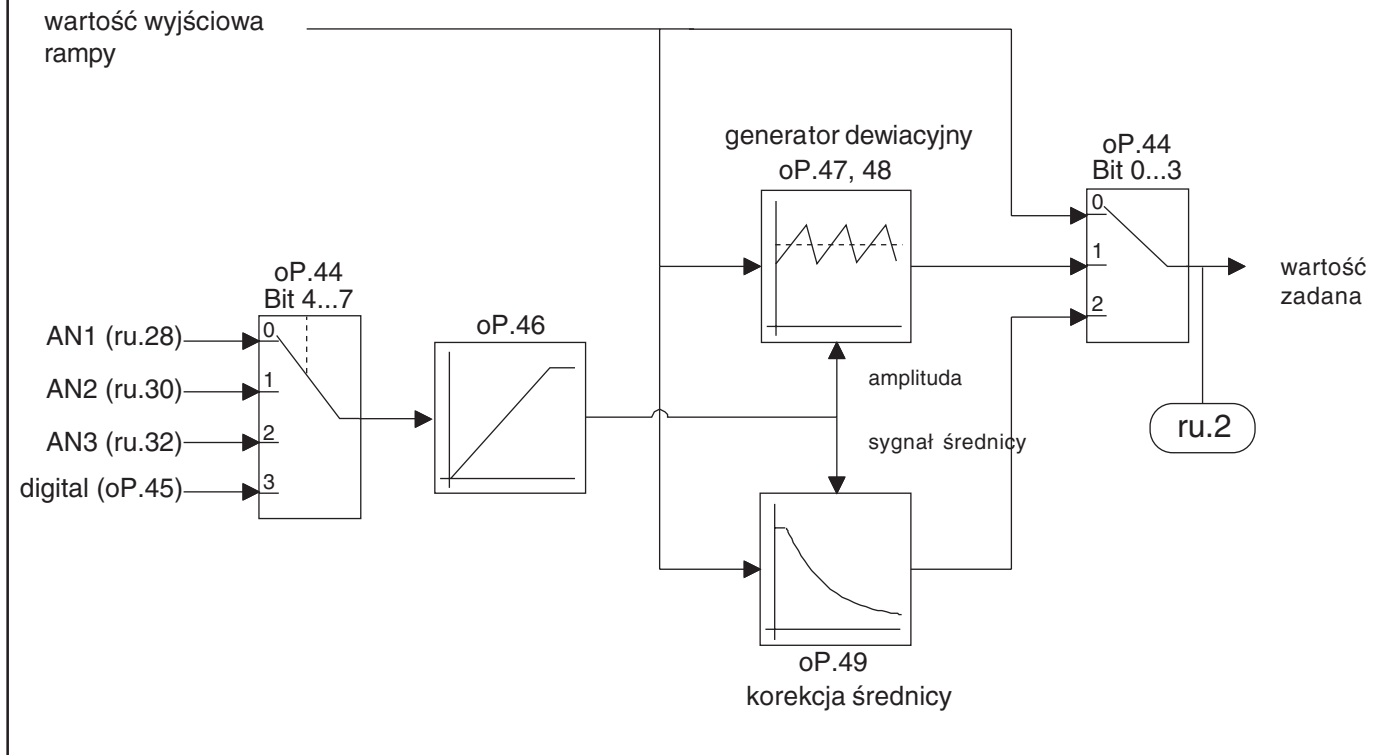 wartość wyjściowa
rampy
generator dewiacyjny
oP.47, 48
oP.44
Bit 0...3
0
1
2
wartość
zadana
ru.2
oP.44
Bit 4...7
AN1 (ru.28)
0
AN2 (ru.30)
1
AN3 (ru.32)
2
digital (oP.45)
3
oP.46
amplituda
sygnał średnicy
oP.49
korekcja średnicy